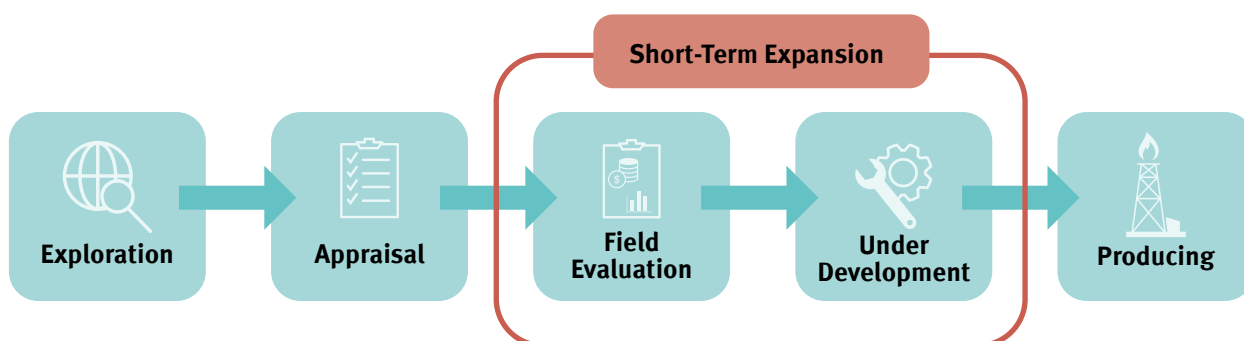 Short-Term Expansion
Exploration
Appraisal
Field
Evaluation
Under
Development
Producing
$